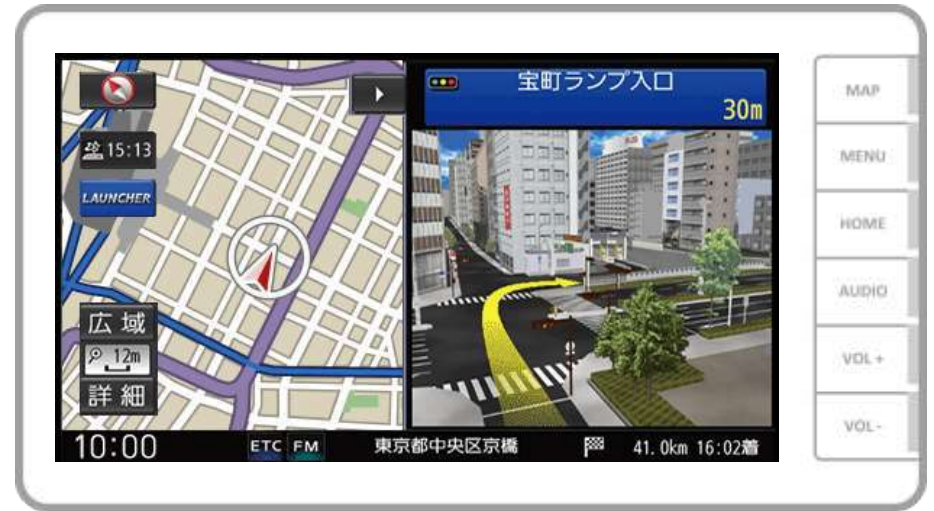 15:13
LAUNCHER
広域
12m
詳細
宝町ランプ入口
30m
10:00
ETC
FM
東京都中央区京橋
41.0km 16:02着
MAP
MENU
HOME
AUDIO
VOL +
VOL -